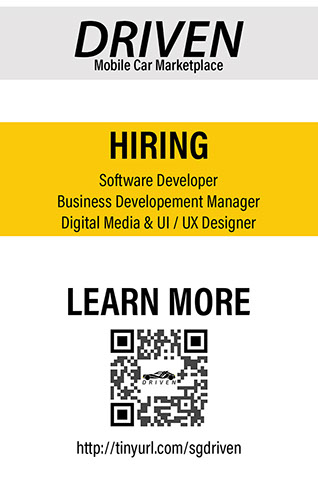 DRIVEN
Mobile Car Marketplace
HIRING
Software Developer
Business Developement Manager
Digital Media & UI / UX Designer
LEARN MORE
DRIVEN
http://tinyurl.com/sgdriven